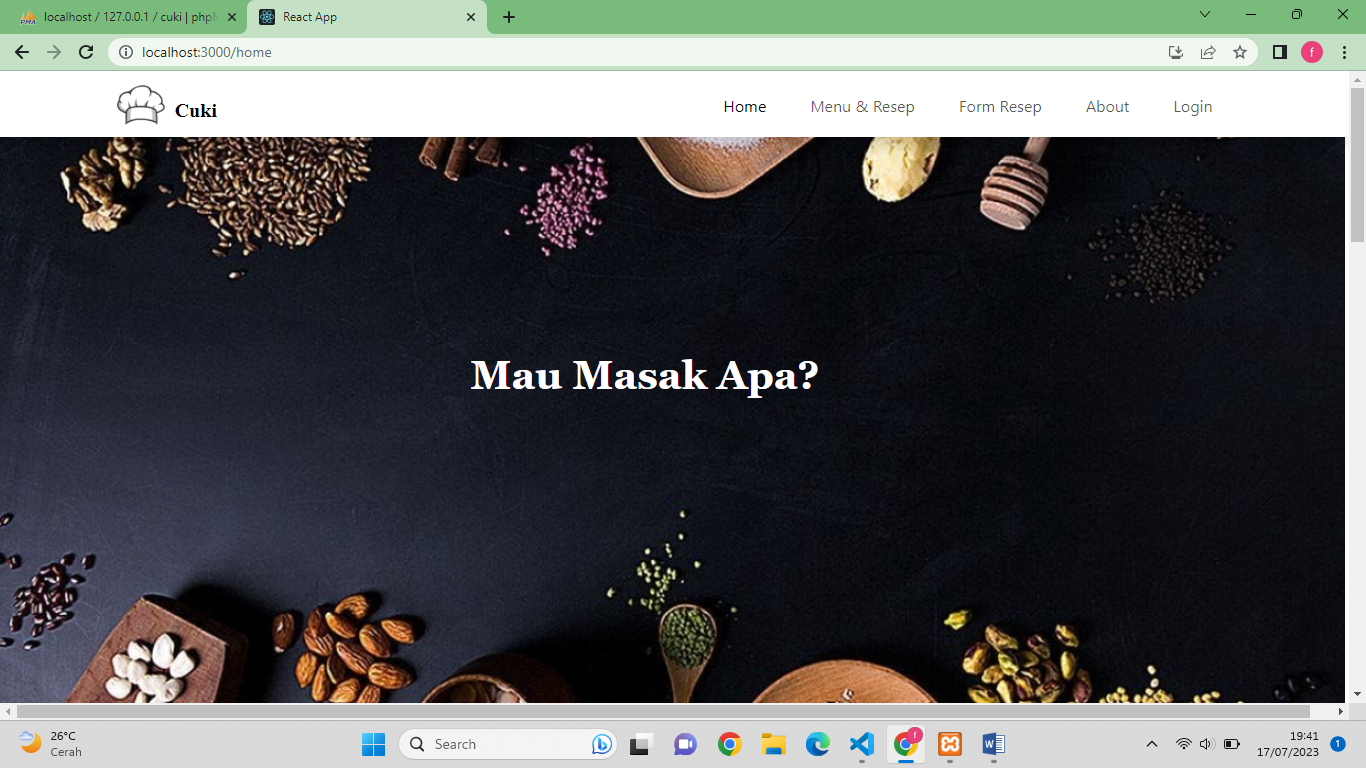 localhost / 127.0.0.1 / cuki | phpM
React App
localhost:3000/home
f
Cuki
Home
Menu & Resep
Form Resep
About
Login
Mau Masak Apa?
26°C
Cerah
Search
f
19:41
17/07/2023
1